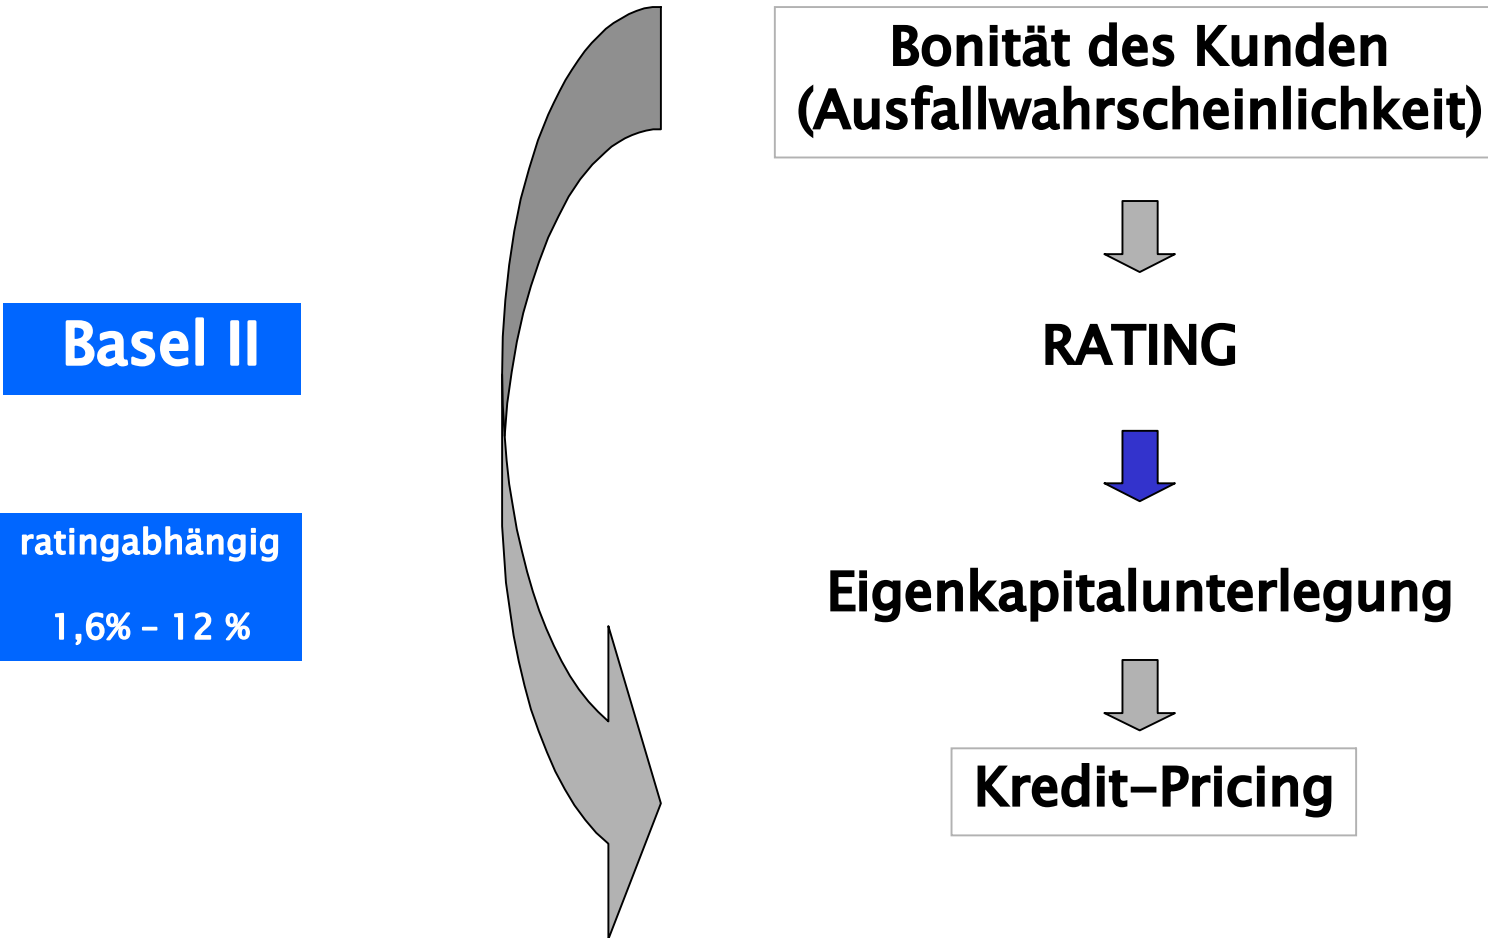 Bonität des Kunden
(Ausfallwahrscheinlichkeit)
Basel II
RATING
ratingabhängig
1,6% – 12 %
Eigenkapitalunterlegung
Kredit–Pricing